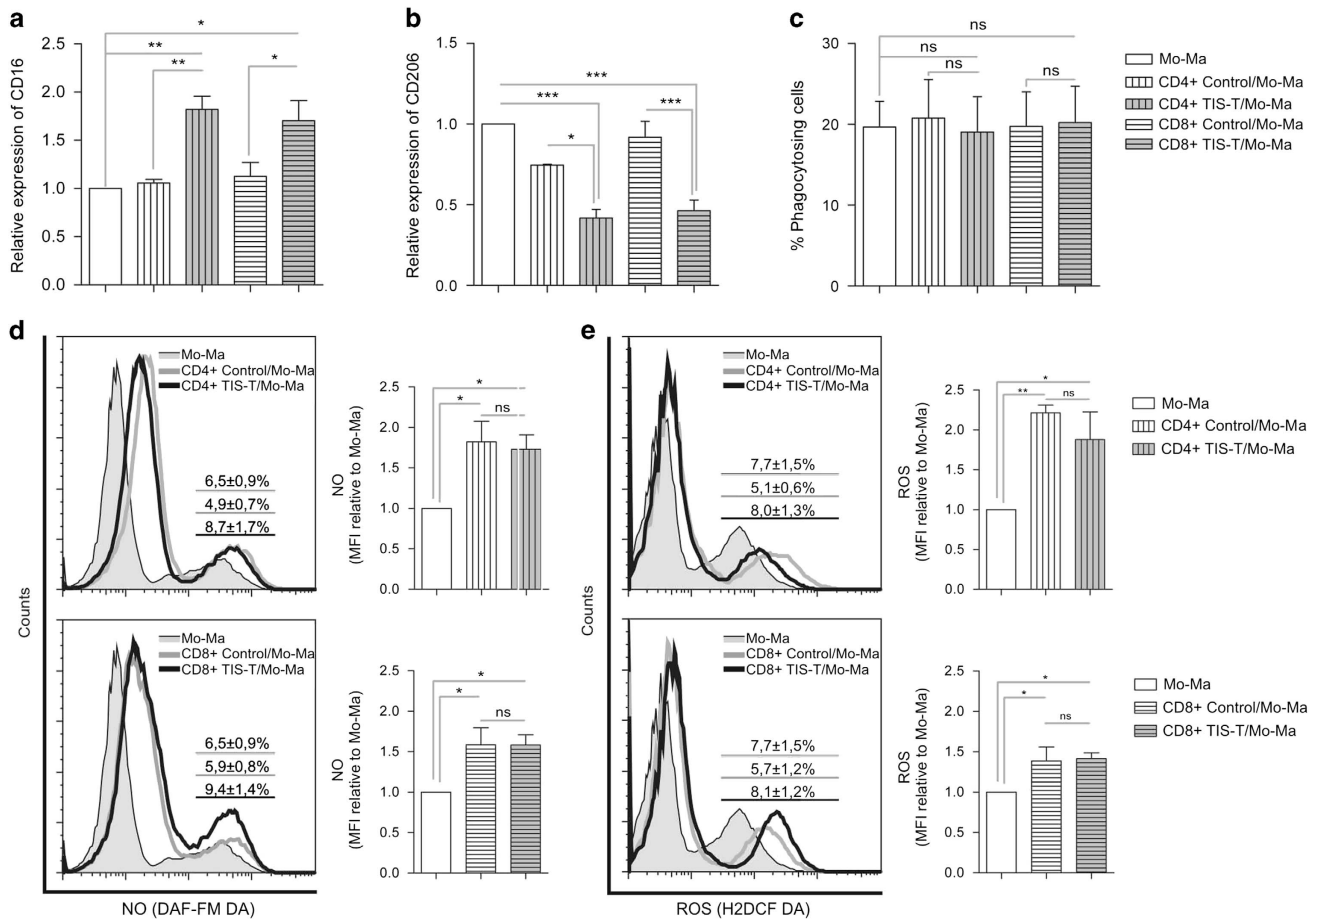 a
Relative expression of CD16
2.5
2.0
1.5
1.0
0.5
0.0
*
**
**
*
b
Relative expression of CD206
1.5
1.0
0.5
0.0
***
***
*
***
c
% Phagocytosing cells
30
20
10
0
ns
ns
ns
ns
Mo-Ma
CD4+ Control/Mo-Ma
CD4+ TIS-T/Mo-Ma
CD8+ Control/Mo-Ma
CD8+ TIS-T/Mo-Ma
d
Counts
Mo-Ma
CD4+ Control/Mo-Ma
CD4+ TIS-T/Mo-Ma
6,5±0,9%
4,9±0,7%
8,7±1,7%
NO
(MFI relative to Mo-Ma)
2.5
2.0
1.5
1.0
0.5
0.0
*
*
ns
Mo-Ma
CD8+ Control/Mo-Ma
CD8+ TIS-T/Mo-Ma
6,5±0,9%
5,9±0,8%
9,4±1,4%
NO
(MFI relative to Mo-Ma)
2.5
2.0
1.5
1.0
0.5
0.0
*
*
ns
NO (DAF-FM DA)
e
Counts
Mo-Ma
CD4+ Control/Mo-Ma
CD4+ TIS-T/Mo-Ma
7,7±1,5%
5,1±0,6%
8,0±1,3%
ROS
(MFI relative to Mo-Ma)
2.5
2.0
1.5
1.0
0.5
0.0
*
**
ns
Mo-Ma
CD4+ Control/Mo-Ma
CD4+ TIS-T/Mo-Ma
Mo-Ma
CD8+ Control/Mo-Ma
CD8+ TIS-T/Mo-Ma
7,7±1,5%
5,7±1,2%
8,1±1,2%
ROS
(MFI relative to Mo-Ma)
2.5
2.0
1.5
1.0
0.5
0.0
*
*
ns
Mo-Ma
CD8+ Control/Mo-Ma
CD8+ TIS-T/Mo-Ma
ROS (H2DCF DA)